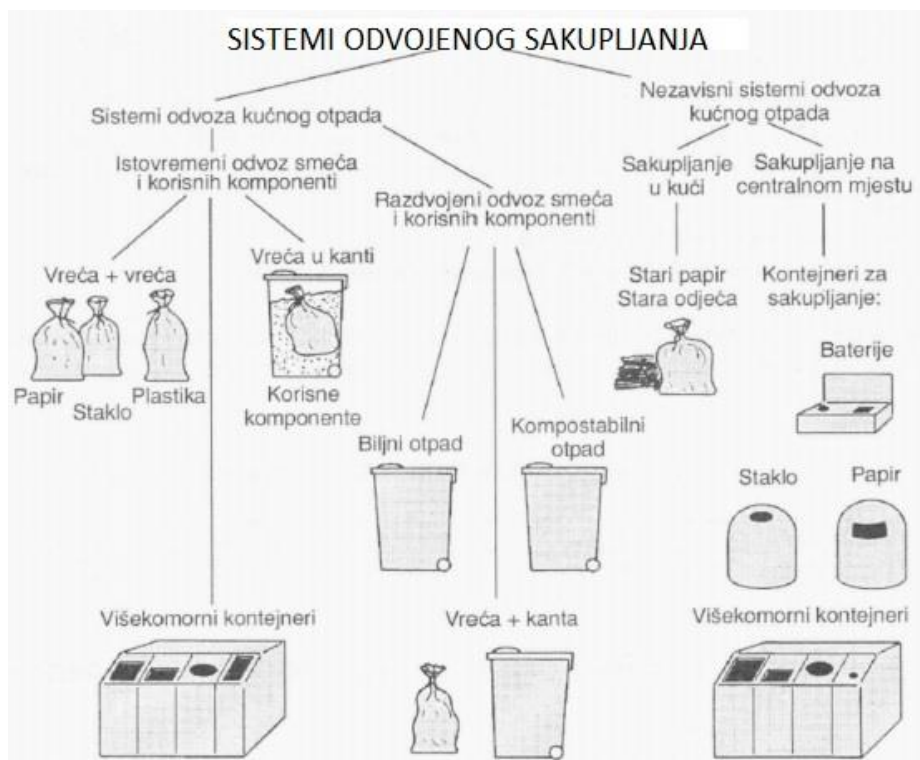 SISTEMI ODVOJENOG SAKUPLJANJA
Sistemi odvoza kućnog otpada
Istovremeni odvoz smeća
i korisnih komponenti
Vreća + vreća
Papir
Staklo
Plastika
Vreća u kanti
Korisne
komponente
Višekomorni kontejneri
Razdvojeni odvoz smeća
i korisnih komponenti
Biljni otpad
Kompostabilni
otpad
Vreća + kanta
Nezavisni sistemi odvoza
kućnog otpada
Sakupljanje
u kući
Stari papir
Stara odjeća
Sakupljanje na
centralnom mjestu
Kontejneri za
sakupljanje:
Baterije
Staklo
Papir
Višekomorni kontejneri